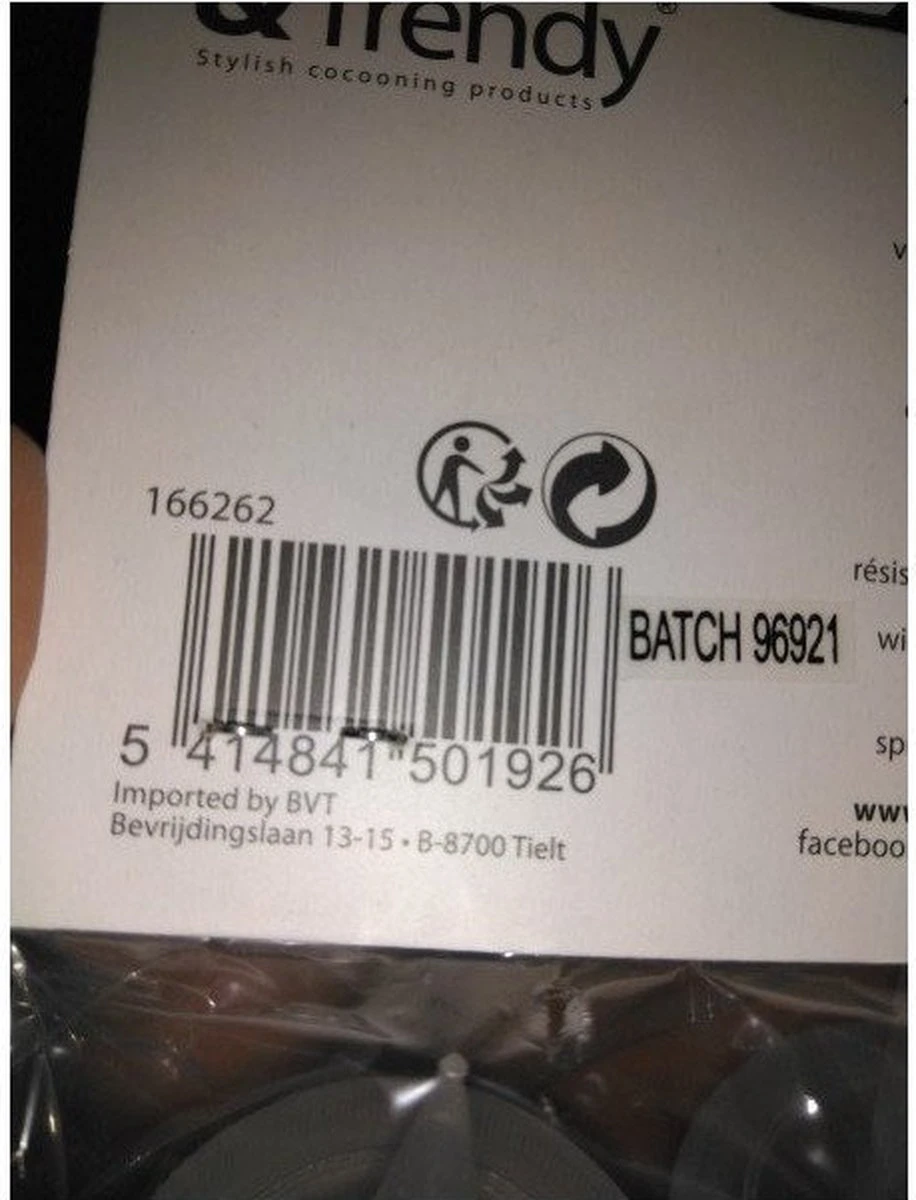 & Trendy®
Stylish cocooning products
166262
BATCH 96921
5 414841 501926
Imported by BVT
Bevrijdingslaan 13-15 • B-8700 Tielt
v
résis
wi
sp
www
faceboo